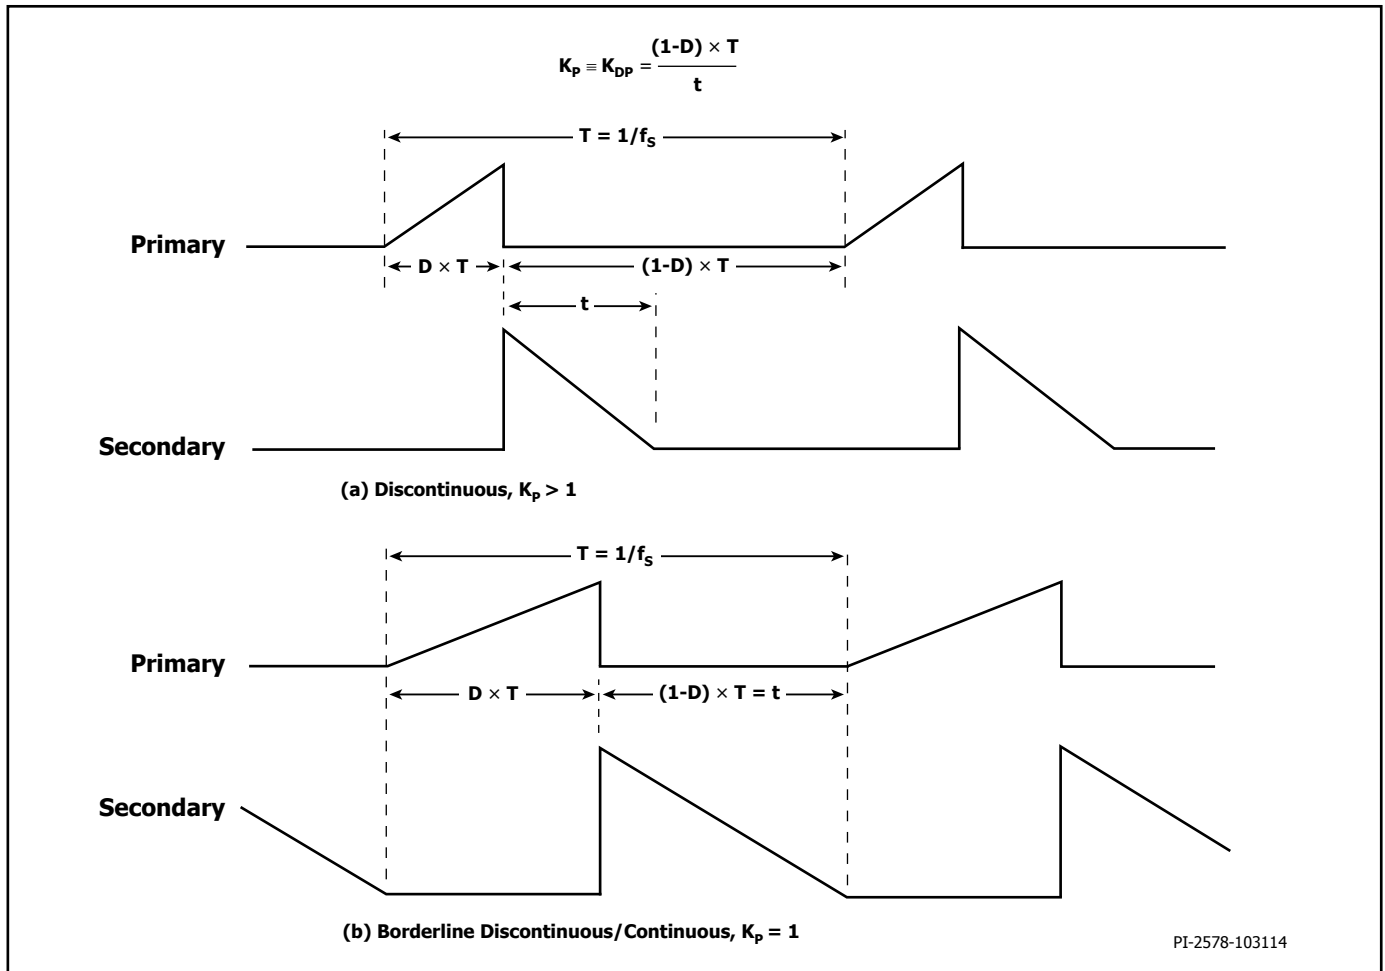 K_P ≡ K_DP = (1-D) × T / t
T = 1/f_S
Primary
D × T
(1-D) × T
t
Secondary
(a) Discontinuous, K_P > 1
T = 1/f_S
Primary
D × T
(1-D) × T = t
Secondary
(b) Borderline Discontinuous/Continuous, K_P = 1
PI-2578-103114